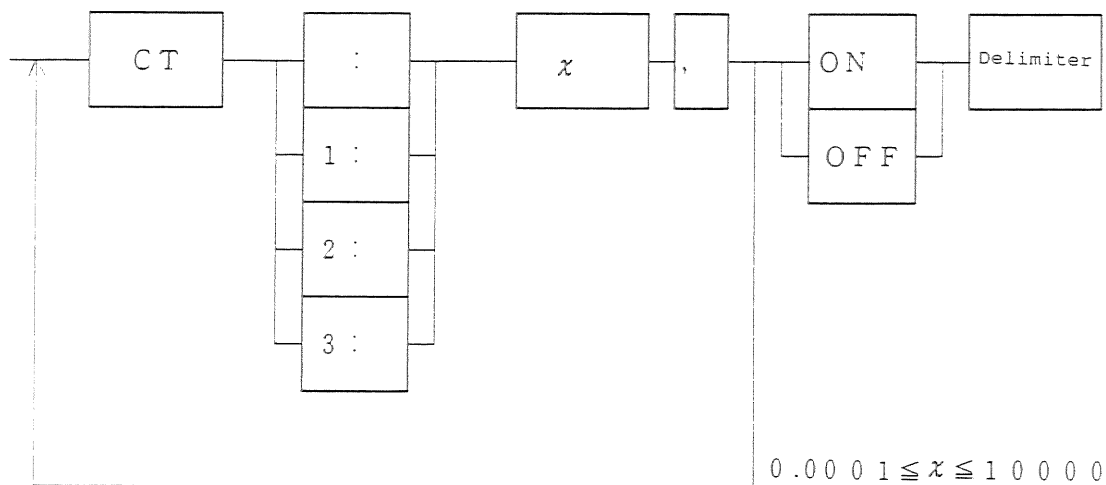 CT : x , ON Delimiter
1: OFF
2:
3:
0.0001≦x≦10000